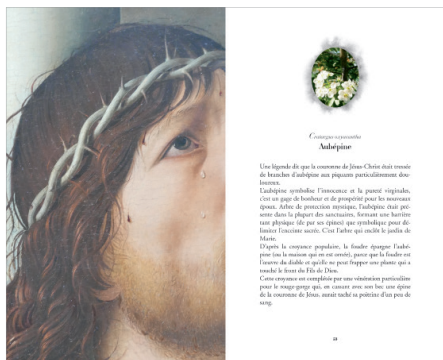 Crataegus oxyacantha
Aubépine
Une légende dit que la couronne de Jésus-Christ était tressée
de branches d'aubépine aux piquants particulièrement dou-
loureux.
L'aubépine symbolise l'innocence et la pureté virginales,
c'est un gage de bonheur et de prospérité pour les nouveaux
époux. Arbre de protection mystique, l'aubépine était pré-
sente dans la plupart des sanctuaires, formant une barrière
tant physique (de par ses épines) que symbolique pour dé-
limiter l'enceinte sacrée. C'est l'arbre qui enclôt le jardin de
Marie.
D'après la croyance populaire, la foudre épargne l'aubé-
pine (ou la maison qui en est ornée), parce que la foudre est
l'œuvre du diable et qu'elle ne peut frapper une plante qui a
touché le front du Fils de Dieu.
Cette croyance est complétée par une vénération particulière
pour le rouge-gorge qui, en cassant avec son bec une épine
de la couronne de Jésus, aurait taché sa poitrine d'un peu de
sang.